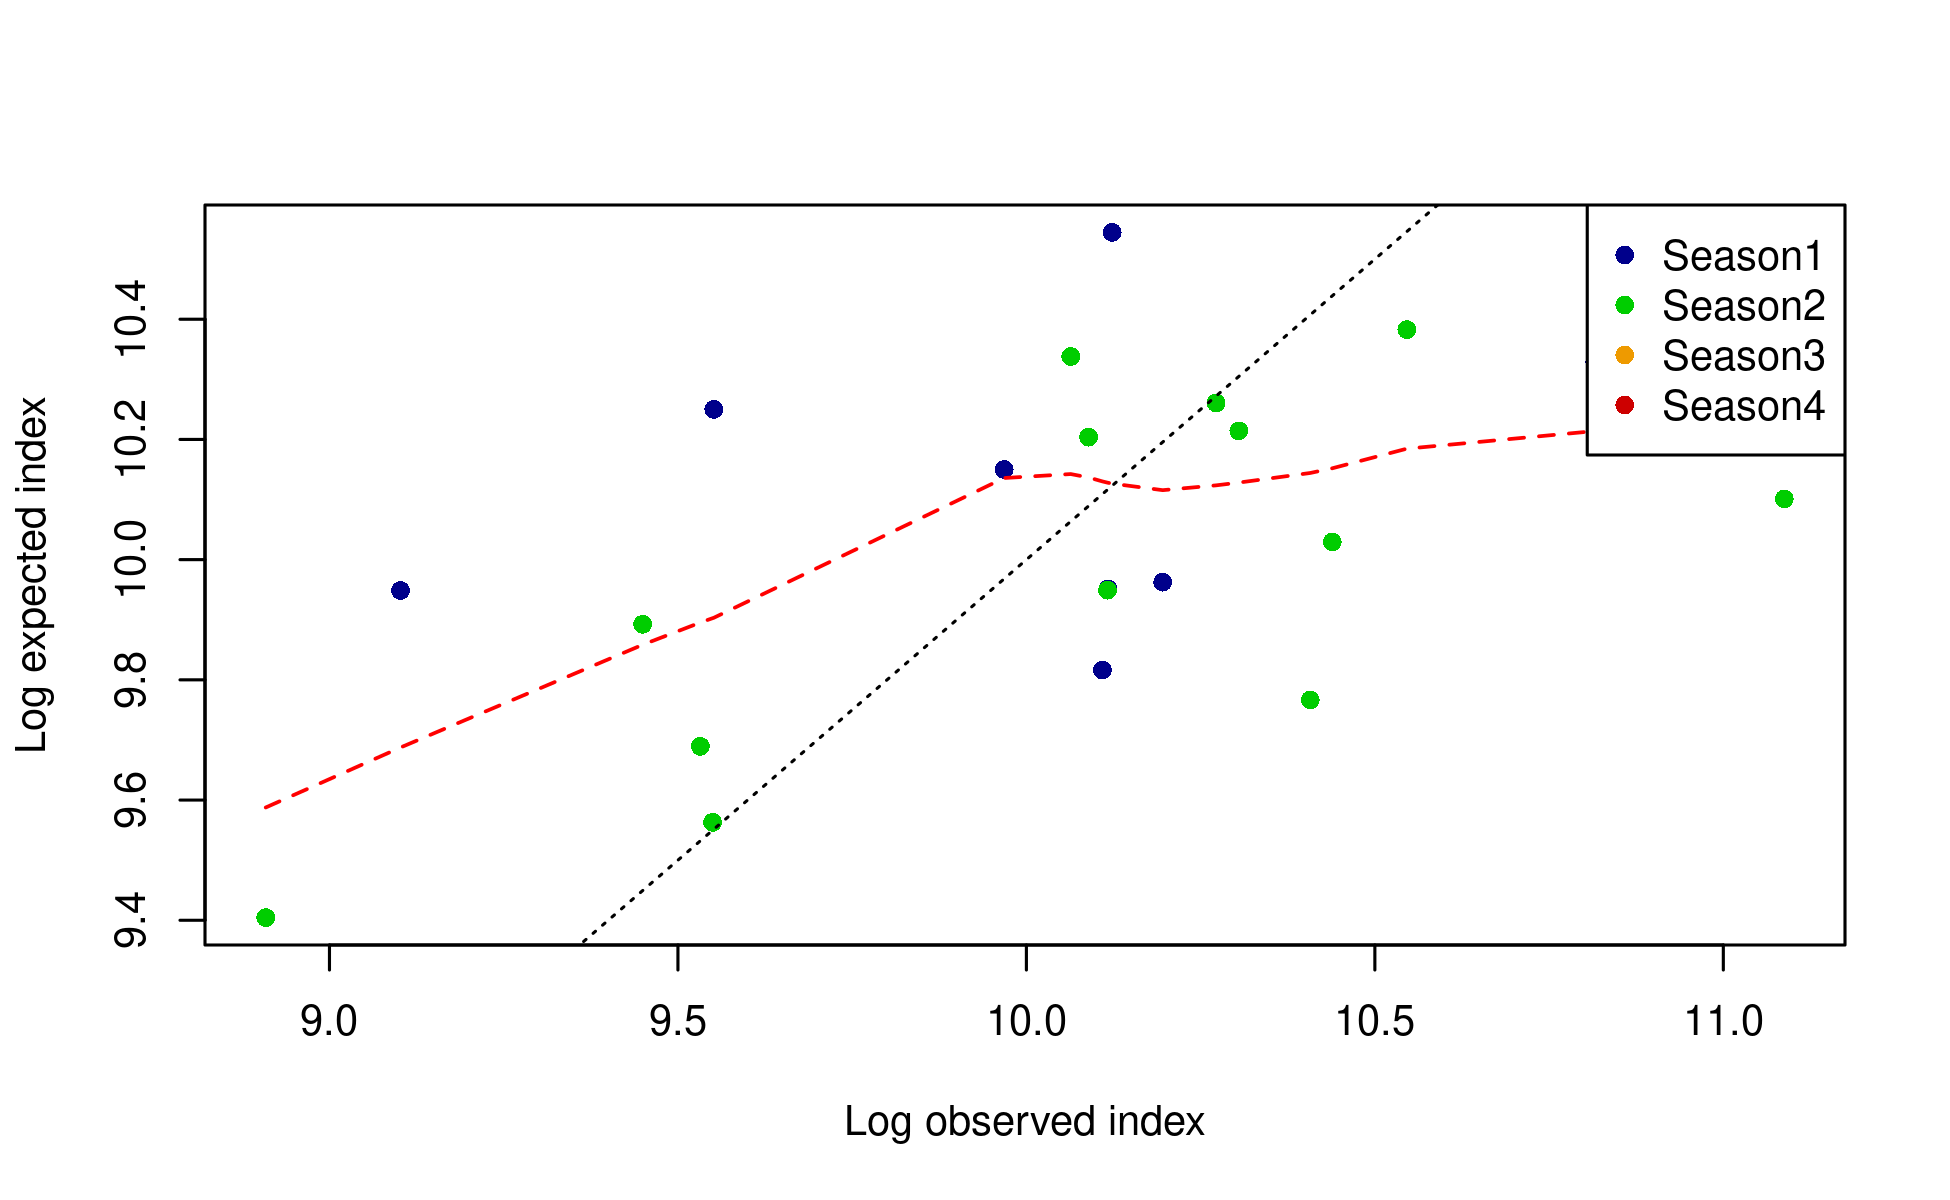 Season1
Season2
Season3
Season4
10.4
10.2
10.0
9.8
9.6
9.4
Log expected index
9.0 9.5 10.0 10.5 11.0
Log observed index